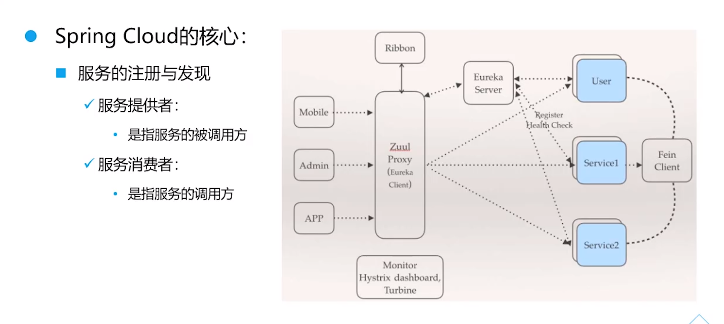 Spring Cloud的核心：
服务的注册与发现
服务提供者：
是指服务的被调用方
服务消费者：
是指服务的调用方
Ribbon
Eureka
Server
User
Mobile
Register
Health Check
Zuul
Proxy
(Eureka
Client)
Admin
Service1
Fein
Client
APP
Service2
Monitor
Hystrix dashboard,
Turbine